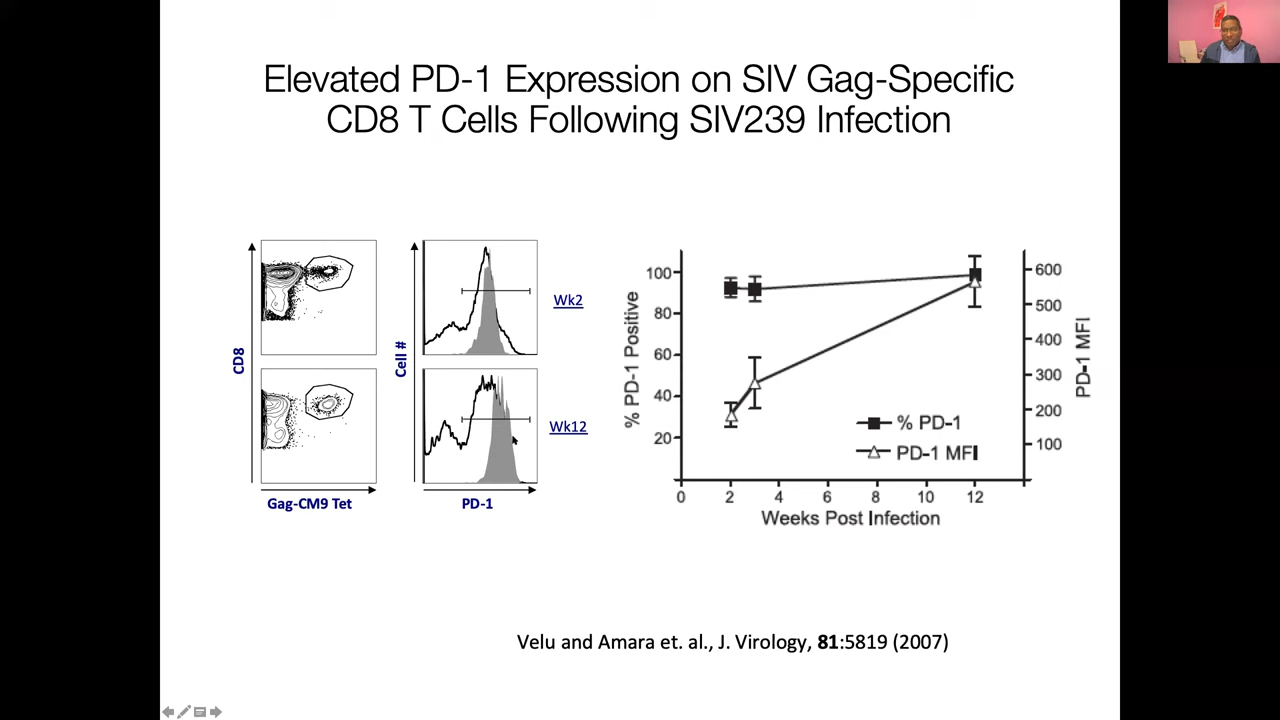 Elevated PD-1 Expression on SIV Gag-Specific
CD8 T Cells Following SIV239 Infection
CD8
Gag-CM9 Tet
Cell #
PD-1
Wk2
Wk12
% PD-1 Positive
100
80
60
40
20
0
2
4
6
8
10
12
Weeks Post Infection
600
500
400
300
200
100
PD-1 MFI
% PD-1
PD-1 MFI
Velu and Amara et. al., J. Virology, 81:5819 (2007)